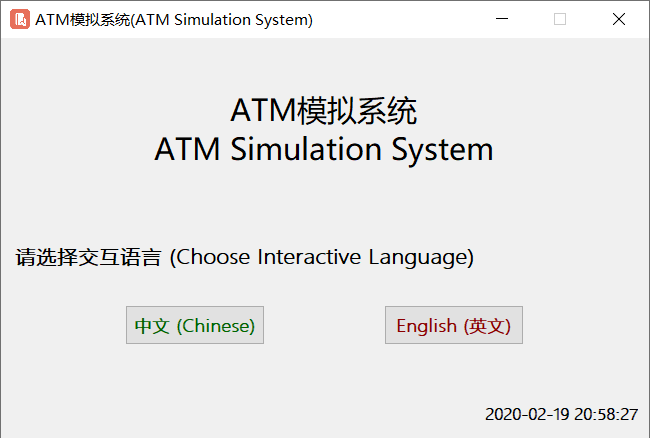 ATM模拟系统(ATM Simulation System)
ATM模拟系统
ATM Simulation System
请选择交互语言 (Choose Interactive Language)
中文 (Chinese)
English (英文)
2020-02-19 20:58:27